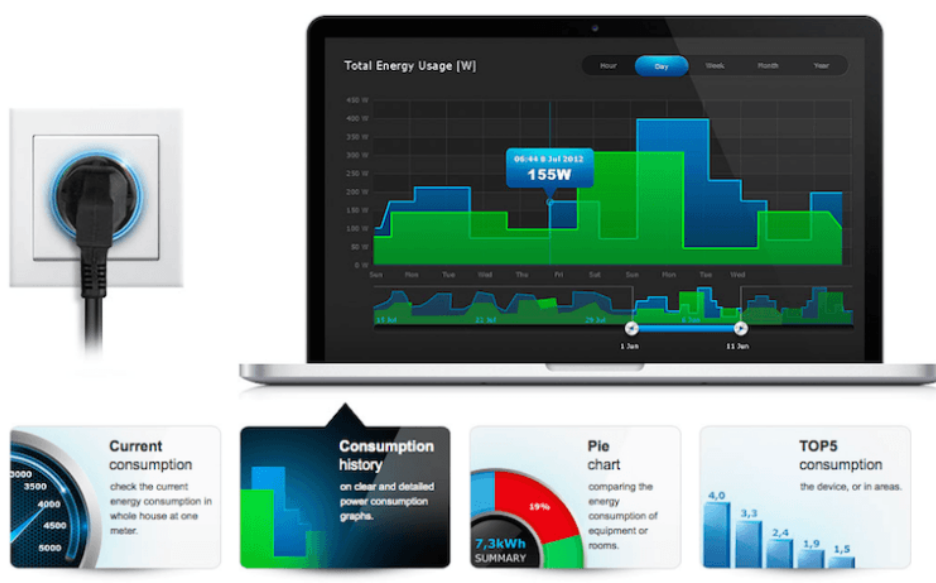 Total Energy Usage [W]
Hour Day Week Month Year
450 W
400 W
350 W
300 W
250 W
200 W
150 W
100 W
50 W
0 W
06:44 8 Jul 2012
155W
Sun Mon Tue Wed Thu Fri Sat Sun Mon Tue Wed
15 Jul 21 Jul 29 Jul
1 Jun 11 Jun
Current
consumption
check the current
energy consumption in
whole house at one
meter.
3000
3500
4000
4500
5000
Consumption
history
on clear and detailed
power consumption
graphs.
Pie
chart
comparing the
energy
consumption of
equipment or
rooms.
19%
7,3kWh
SUMMARY
TOP5
consumption
the device, or in areas.
4,0
3,3
2,4
1,9
1,5